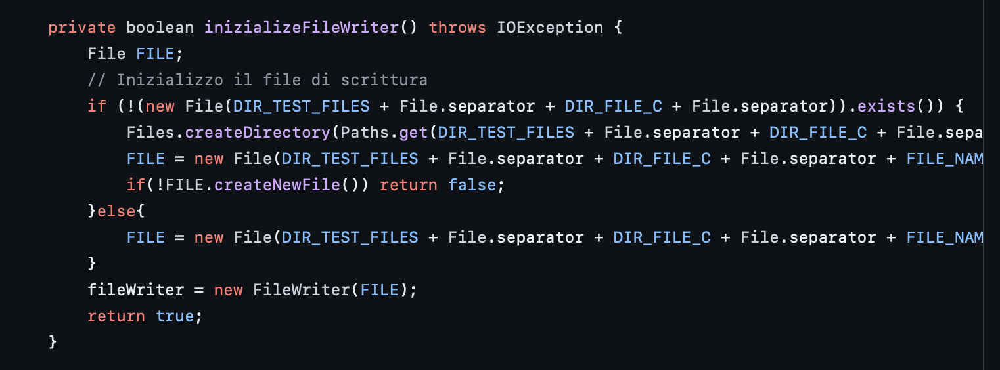 private boolean inizializeFileWriter() throws IOException {
    File FILE;
    // Inizializzo il file di scrittura
    if (!(new File(DIR_TEST_FILES + File.separator + DIR_FILE_C + File.separator)).exists()) {
        Files.createDirectory(Paths.get(DIR_TEST_FILES + File.separator + DIR_FILE_C + File.sepa
        FILE = new File(DIR_TEST_FILES + File.separator + DIR_FILE_C + File.separator + FILE_NAM
        if(!FILE.createNewFile()) return false;
    }else{
        FILE = new File(DIR_TEST_FILES + File.separator + DIR_FILE_C + File.separator + FILE_NAM
    }
    fileWriter = new FileWriter(FILE);
    return true;
}